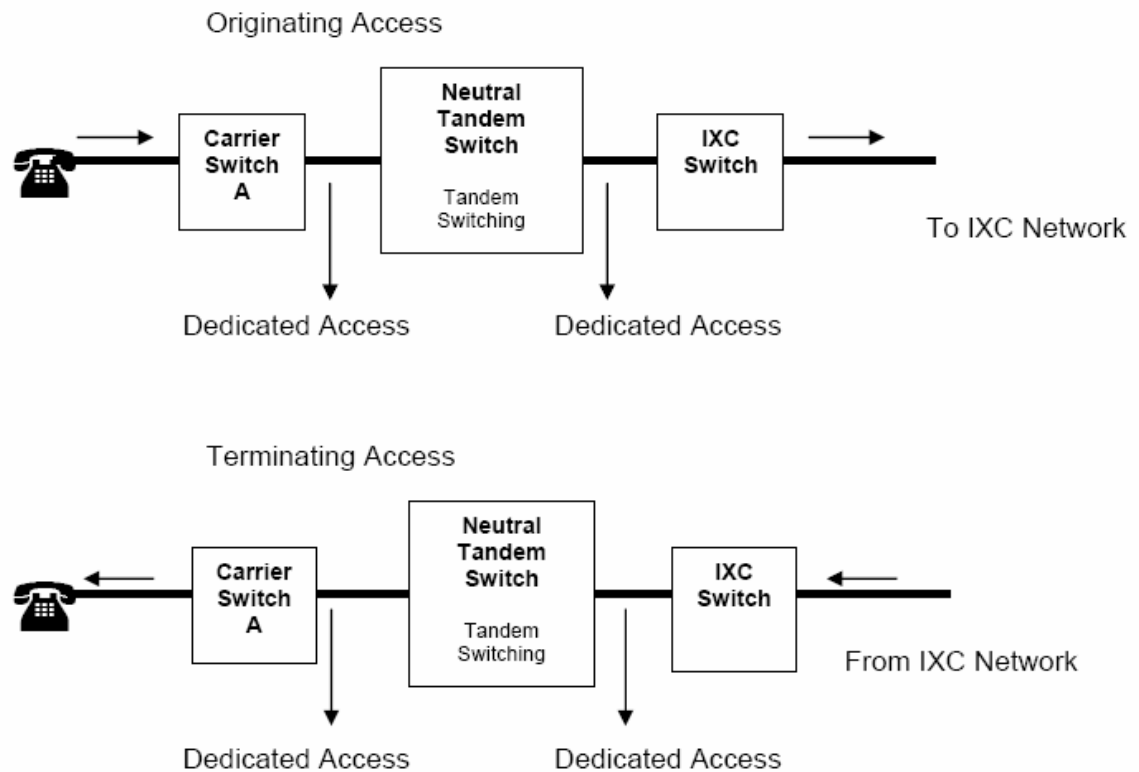 Originating Access
Carrier
Switch
A
Neutral
Tandem
Switch
Tandem
Switching
IXC
Switch
To IXC Network
Dedicated Access
Dedicated Access
Terminating Access
Carrier
Switch
A
Neutral
Tandem
Switch
Tandem
Switching
IXC
Switch
From IXC Network
Dedicated Access
Dedicated Access